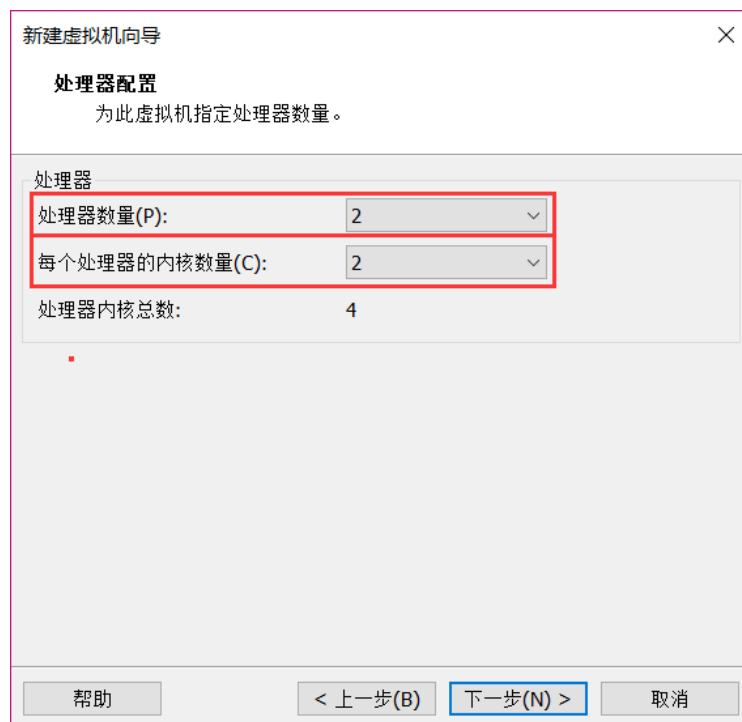 新建虚拟机向导
处理器配置
为此虚拟机指定处理器数量。
处理器
处理器数量(P): 2
每个处理器的内核数量(C): 2
处理器内核总数: 4
帮助 < 上一步(B) 下一步(N) > 取消